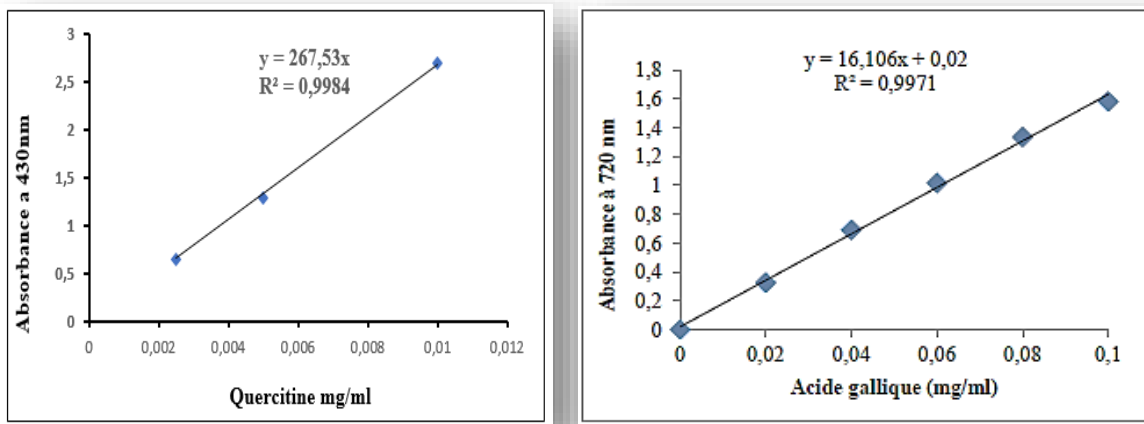 y = 267,53x
R² = 0,9984
3
2,5
2
1,5
1
0,5
0
0 0,002 0,004 0,006 0,008 0,01 0,012
Absorbance a 430nm
Quercitine mg/ml
y = 16,106x + 0,02
R² = 0,9971
1,8
1,6
1,4
1,2
1
0,8
0,6
0,4
0,2
0
0 0,02 0,04 0,06 0,08 0,1
Absorbance à 720 nm
Acide gallique (mg/ml)